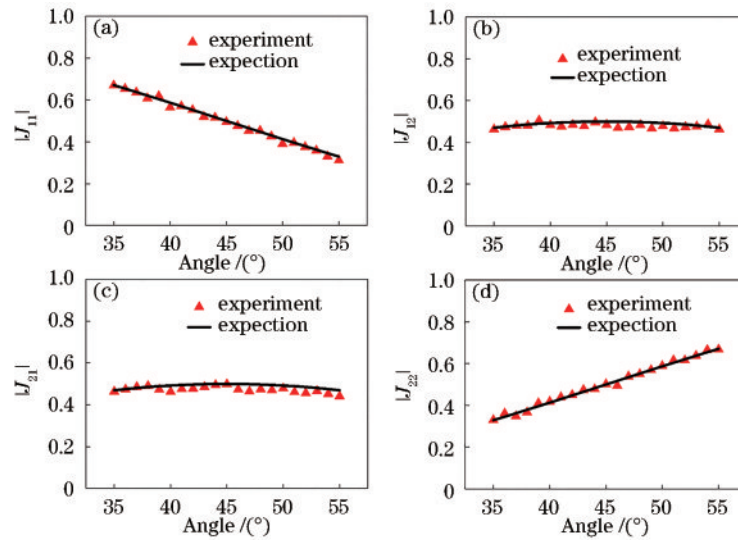 (a)
1.0
0.8
0.6
0.4
0.2
0
|J11|
experiment
expection
35 40 45 50 55
Angle /(°)
(b)
1.0
0.8
0.6
0.4
0.2
0
|J12|
experiment
expection
35 40 45 50 55
Angle /(°)
(c)
1.0
0.8
0.6
0.4
0.2
0
|J21|
experiment
expection
35 40 45 50 55
Angle /(°)
(d)
1.0
0.8
0.6
0.4
0.2
0
|J22|
experiment
expection
35 40 45 50 55
Angle /(°)